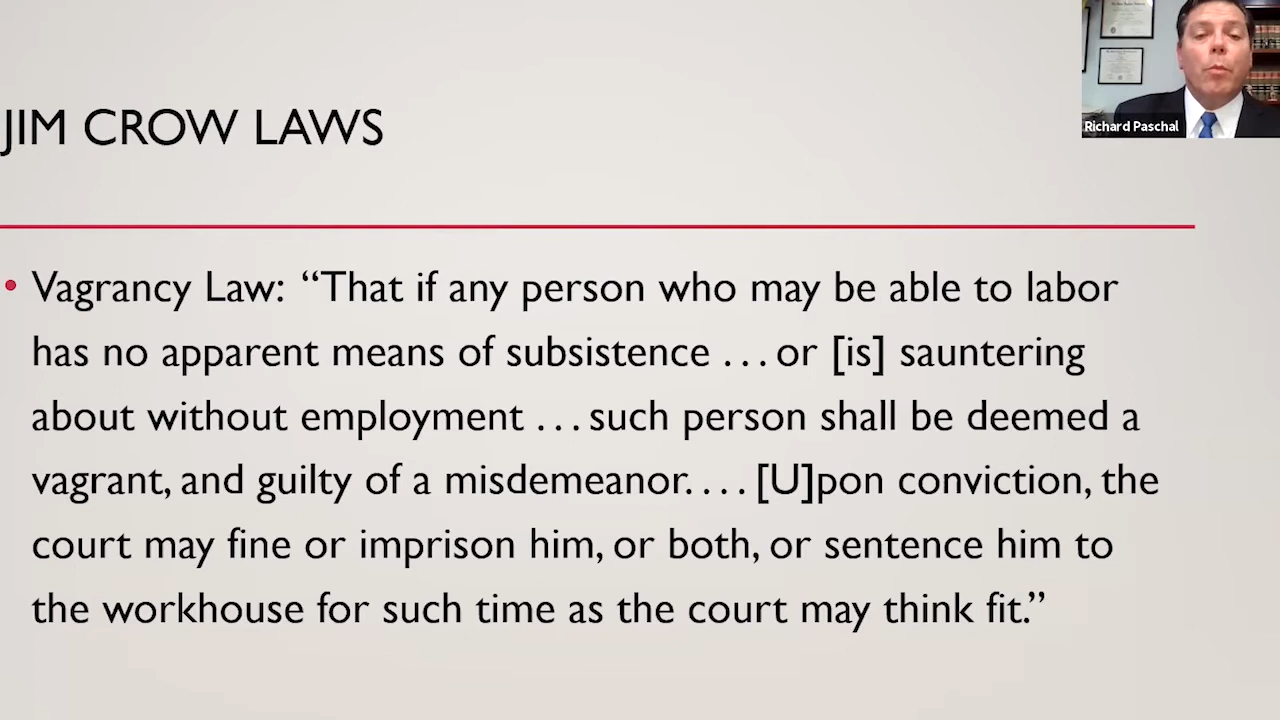 JIM CROW LAWS
Richard Paschal
• Vagrancy Law: “That if any person who may be able to labor
has no apparent means of subsistence . . . or [is] sauntering
about without employment . . . such person shall be deemed a
vagrant, and guilty of a misdemeanor. . . . [U]pon conviction, the
court may fine or imprison him, or both, or sentence him to
the workhouse for such time as the court may think fit.”